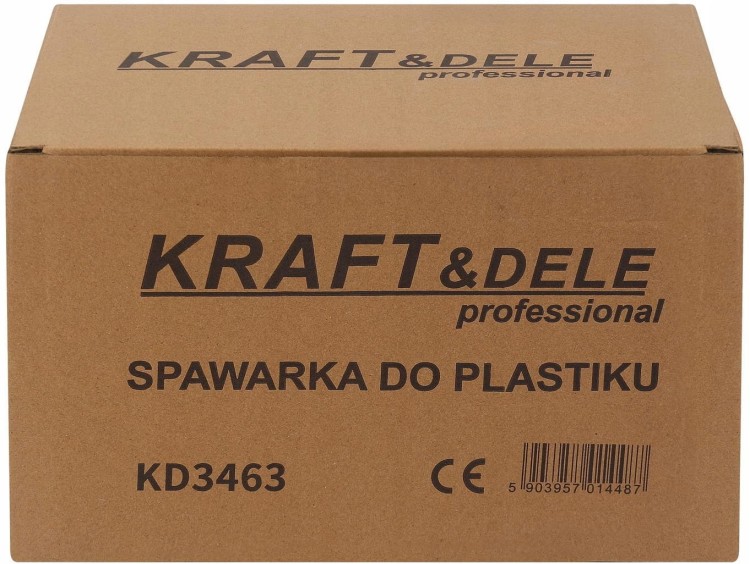 KRAFT&DELE
professional
KRAFT&DELE
professional
SPAWARKA DO PLASTIKU
KD3463
CE
5 903957 014487